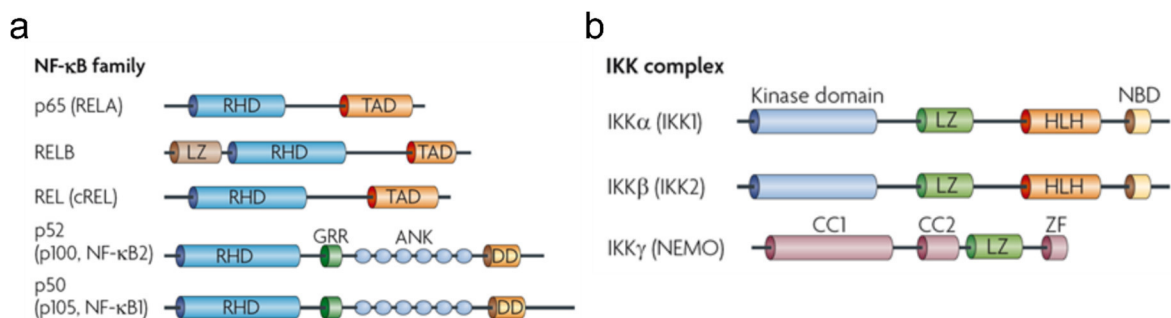 a
NF-κB family
p65 (RELA)
RHD
TAD
RELB
LZ
RHD
TAD
REL (cREL)
RHD
TAD
p52
(p100, NF-κB2)
RHD
GRR
ANK
DD
p50
(p105, NF-κB1)
RHD
DD
b
IKK complex
Kinase domain
NBD
IKKα (IKK1)
LZ
HLH
IKKβ (IKK2)
LZ
HLH
CC1
CC2
ZF
IKKγ (NEMO)
LZ